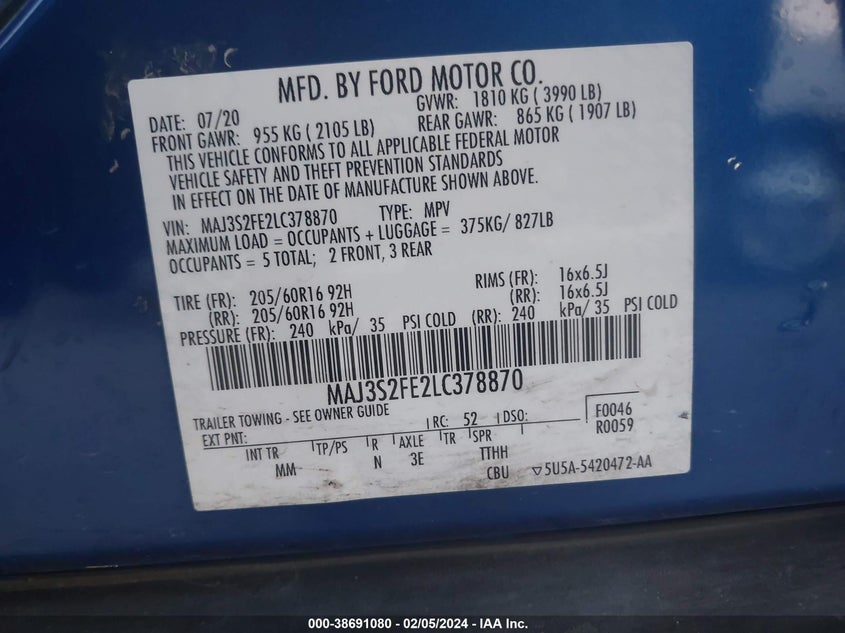 MFD. BY FORD MOTOR CO.
DATE: 07/20 GVWR: 1810 KG ( 3990 LB)
FRONT GAWR: 955 KG ( 2105 LB) REAR GAWR: 865 KG ( 1907 LB)
THIS VEHICLE CONFORMS TO ALL APPLICABLE FEDERAL MOTOR
VEHICLE SAFETY AND THEFT PREVENTION STANDARDS
IN EFFECT ON THE DATE OF MANUFACTURE SHOWN ABOVE.
VIN: MAJ3S2FE2LC378870 TYPE: MPV
MAXIMUM LOAD = OCCUPANTS + LUGGAGE = 375KG/ 827LB
OCCUPANTS = 5 TOTAL; 2 FRONT, 3 REAR
TIRE (FR): 205/60R16 92H RIMS (FR): 16x6.5J
(RR): 205/60R16 92H (RR): 16x6.5J
PRESSURE (FR): 240 kPa/ 35 PSI COLD (RR): 240 kPa/ 35 PSI COLD
MAJ3S2FE2LC378870
TRAILER TOWING - SEE OWNER GUIDE
EXT PNT: RC: 52 DSO: F0046
R0059
INT TR TP/PS R AXLE TR SPR
MM N 3E TTHH
CBU 5U5A-5420472-AA
000-38691080 - 02/05/2024 - IAA Inc.